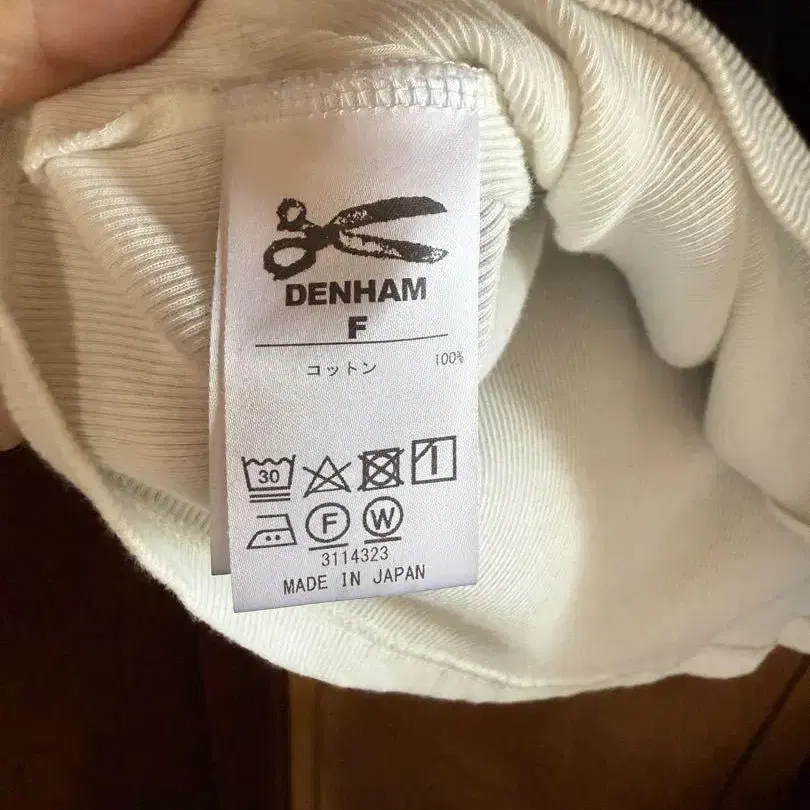 DENHAM
F
コットン 100%
30
F W
3114323
MADE IN JAPAN